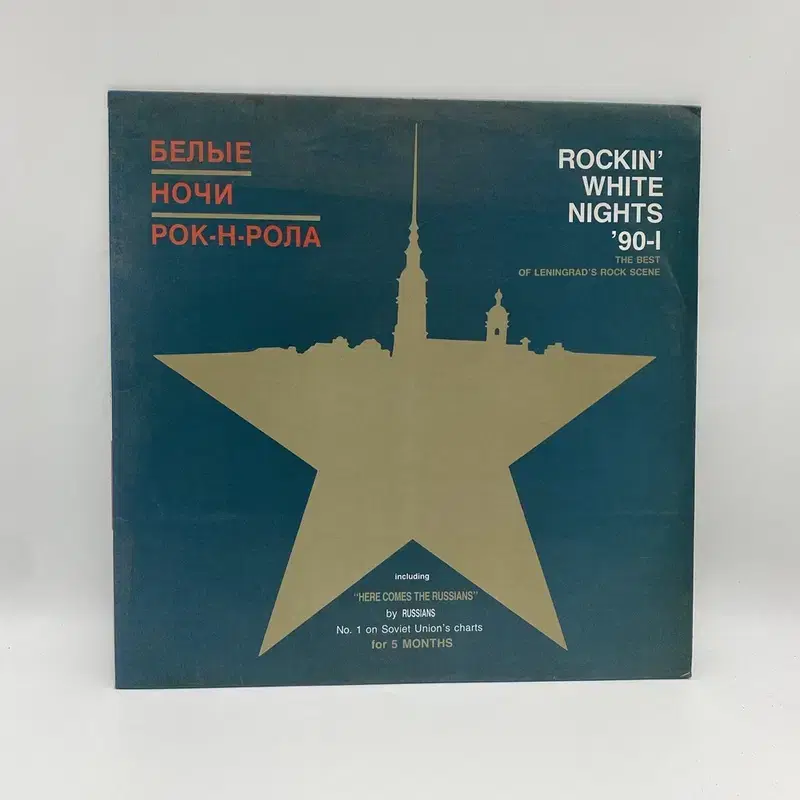 БЕЛЫЕ
НОЧИ
РОК-Н-РОЛА
ROCKIN'
WHITE
NIGHTS
'90-I
THE BEST
OF LENINGRAD'S ROCK SCENE
including
"HERE COMES THE RUSSIANS"
by RUSSIANS
No. 1 on Soviet Union's charts
for 5 MONTHS